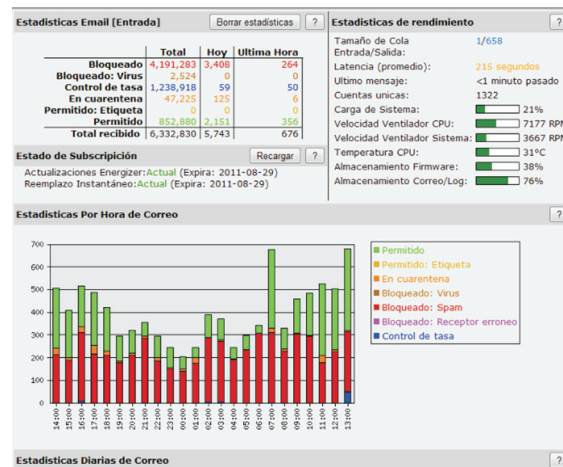 Estadísticas Email [Entrada]
Borrar estadísticas
?
Total Hoy Ultima Hora
Bloqueado 4,191,283 3,408 264
Bloqueado: Virus 2,524 0 0
Control de tasa 1,238,918 59 50
En cuarentena 47,225 125 6
Permitido: Etiqueta 0 0 0
Permitido 852,880 2,151 356
Total recibido 6,332,830 5,743 676
Estado de Subscripción
Recargar
?
Actualizaciones Energizer:Actual (Expira: 2011-08-29)
Reemplazo Instantáneo:Actual (Expira: 2011-08-29)
Estadísticas de rendimiento
?
Tamaño de Cola Entrada/Salida: 1/658
Latencia (promedio): 215 segundos
Ultimo mensaje: <1 minuto pasado
Cuentas unicas: 1322
Carga de Sistema: 21%
Velocidad Ventilador CPU: 7177 RPM
Velocidad Ventilador Sistema: 3667 RPM
Temperatura CPU: 31°C
Almacenamiento Firmware: 38%
Almacenamiento Correo/Log: 76%
Estadísticas Por Hora de Correo
?
700
600
500
400
300
200
100
0
14:00 15:00 16:00 17:00 18:00 19:00 20:00 21:00 22:00 23:00 00:00 01:00 02:00 03:00 04:00 05:00 06:00 07:00 08:00 09:00 10:00 11:00 12:00 13:00
Permitido
Permitido: Etiqueta
En cuarentena
Bloqueado: Virus
Bloqueado: Spam
Bloqueado: Receptor erroneo
Control de tasa
Estadísticas Diarias de Correo
?